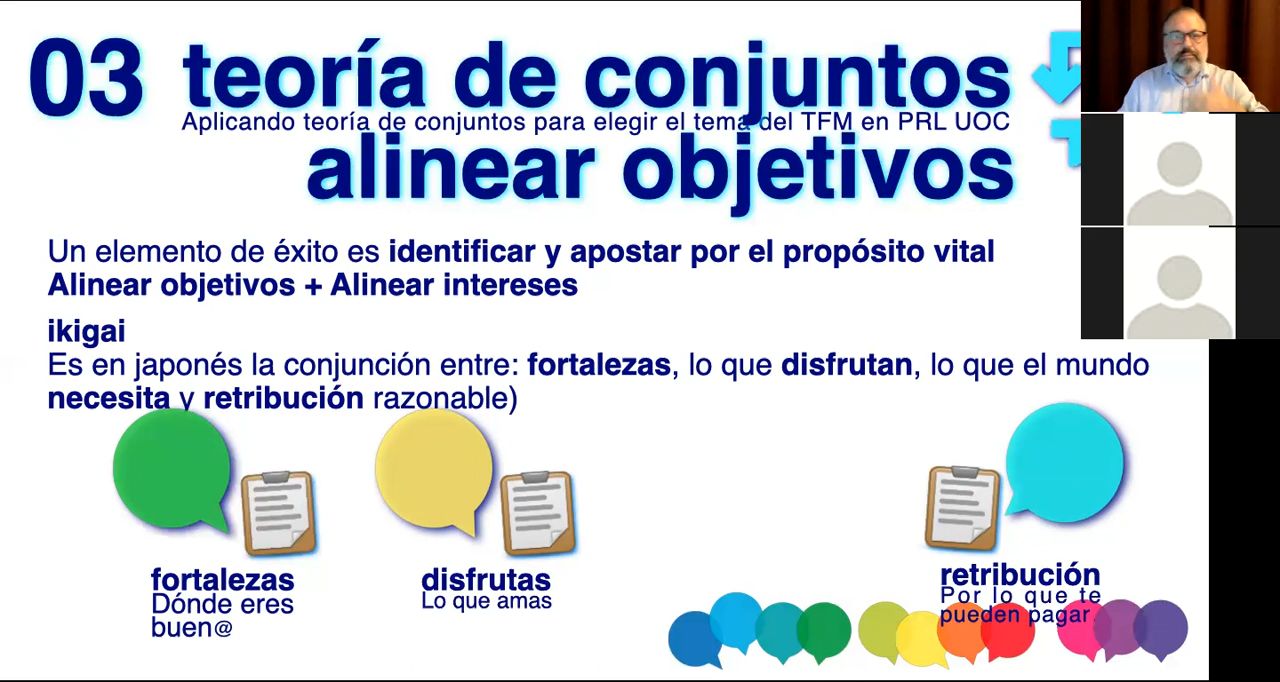 03 teoría de conjuntos
Aplicando teoría de conjuntos para elegir el tema del TFM en PRL UOC
alinear objetivos
Un elemento de éxito es identificar y apostar por el propósito vital
Alinear objetivos + Alinear intereses
ikigai
Es en japonés la conjunción entre: fortalezas, lo que disfrutan, lo que el mundo
necesita y retribución razonable)
fortalezas
Dónde eres
buen@
disfrutas
Lo que amas
retribución
Por lo que te
pueden pagar